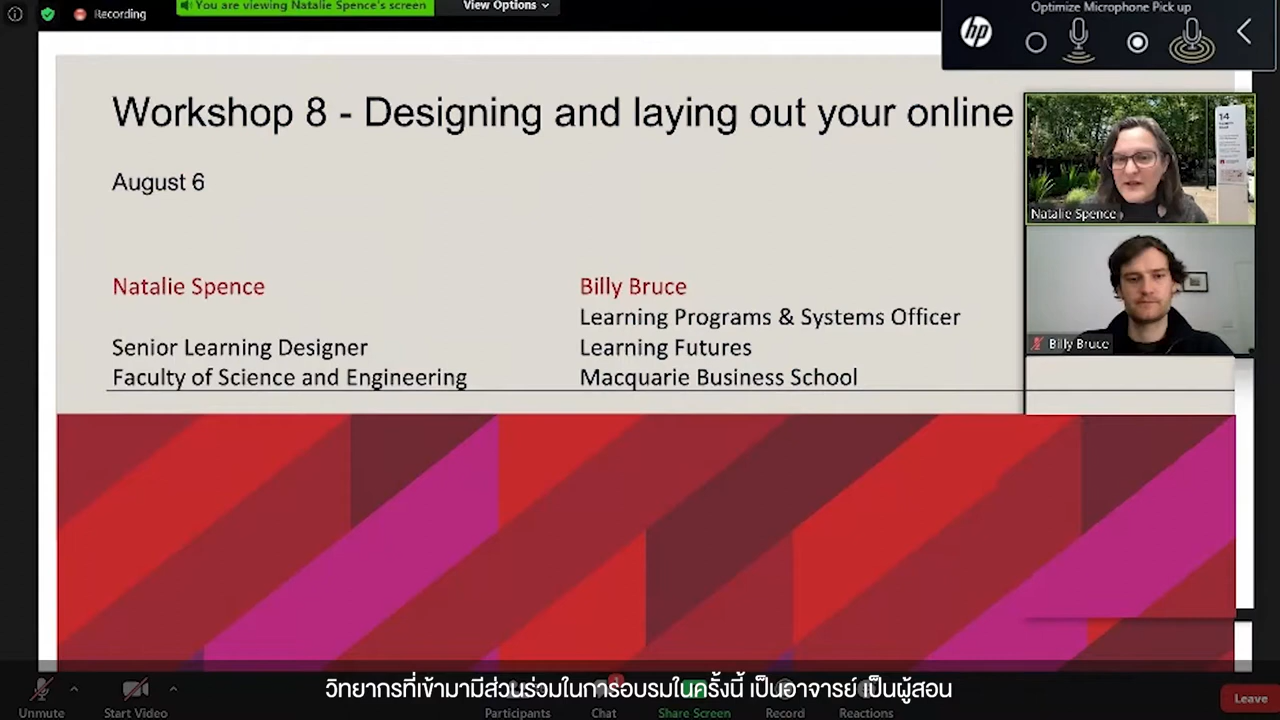 Recording
You are viewing Natalie Spence's screen
View Options
Optimize Microphone Pick up
hp
Workshop 8 - Designing and laying out your online
August 6
14
Natalie Spence
Billy Bruce
Natalie Spence
Senior Learning Designer
Faculty of Science and Engineering
Billy Bruce
Learning Programs & Systems Officer
Learning Futures
Macquarie Business School
วิทยากรที่เข้ามามีส่วนร่วมในการอบรมในครั้งนี้ เป็นอาจารย์ เป็นผู้สอน
Unmute
Start Video
Participants
Chat
Share Screen
Record
Reactions
Leave